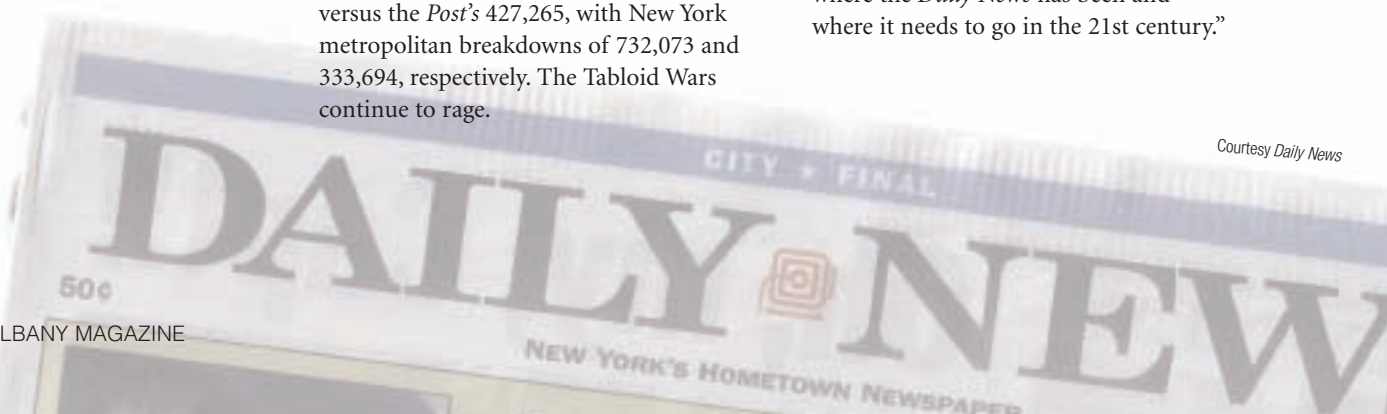 versus the Post's 427,265, with New York
metropolitan breakdowns of 732,073 and
333,694, respectively. The Tabloid Wars
continue to rage.
where the Daily News has been and
where it needs to go in the 21st century.”
Courtesy Daily News
CITY ★ FINAL
DAILY NEW
50¢
LBANY MAGAZINE
NEW YORK'S HOMETOWN NEWSPAPER